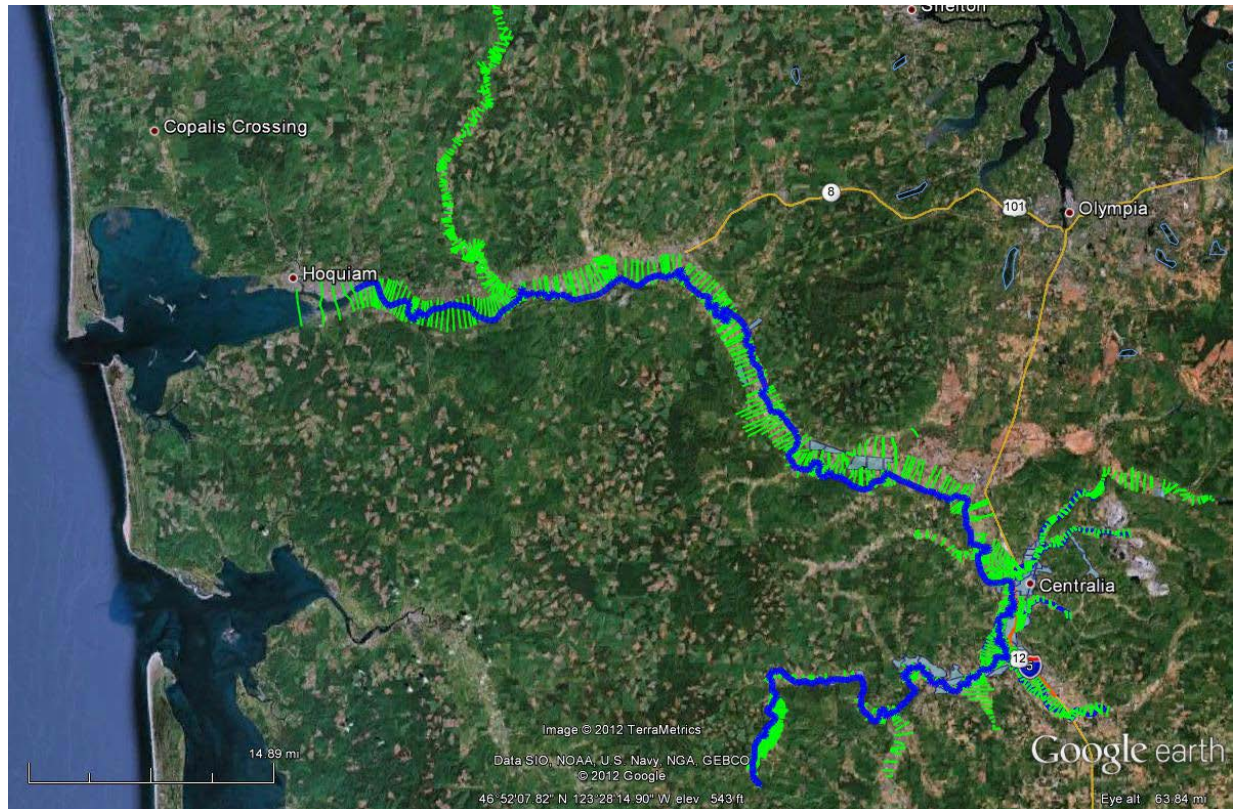 Shelton
Copalis Crossing
8
101
Olympia
Hoquiam
Centralia
12
5
Image © 2012 TerraMetrics
14.89 mi
Data SIO, NOAA, U.S. Navy, NGA, GEBCO
© 2012 Google
Google earth
46°52'07.82" N 123°28'14.90" W elev 543 ft
Eye alt 63.84 mi